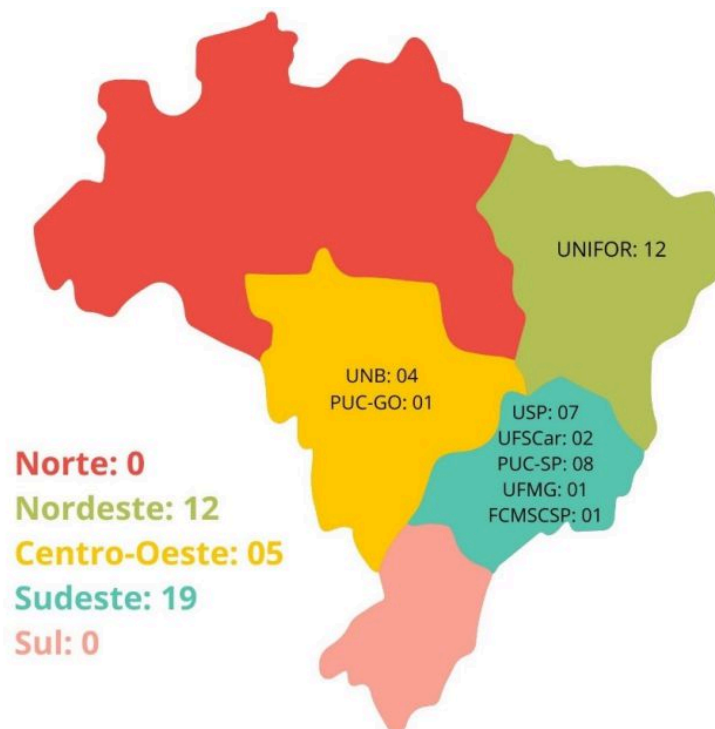 UNIFOR: 12
UNB: 04
PUC-GO: 01
USP: 07
UFSCar: 02
PUC-SP: 08
UFMG: 01
FCMSCSP: 01
Norte: 0
Nordeste: 12
Centro-Oeste: 05
Sudeste: 19
Sul: 0